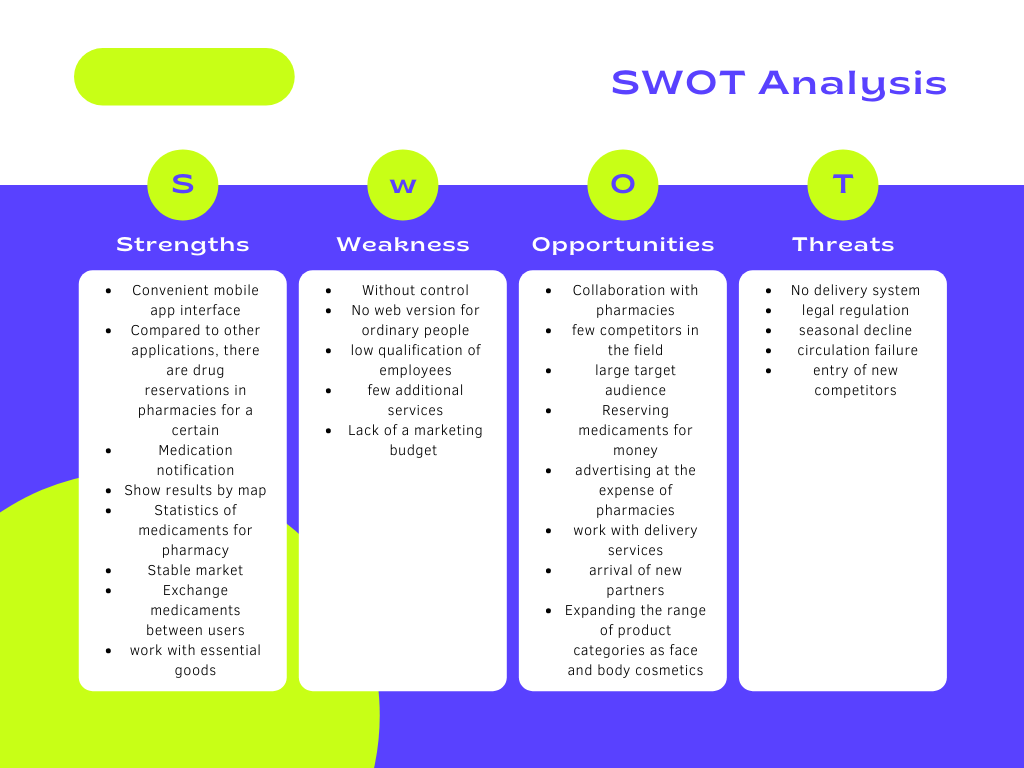 SWOT Analysis
S
Strengths
• Convenient mobile
app interface
• Compared to other
applications, there
are drug
reservations in
pharmacies for a
certain
• Medication
notification
• Show results by map
• Statistics of
medicaments for
pharmacy
• Stable market
• Exchange
medicaments
between users
• work with essential
goods
w
Weakness
• Without control
• No web version for
ordinary people
• low qualification of
employees
• few additional
services
• Lack of a marketing
budget
O
Opportunities
• Collaboration with
pharmacies
• few competitors in
the field
• large target
audience
• Reserving
medicaments for
money
• advertising at the
expense of
pharmacies
• work with delivery
services
• arrival of new
partners
• Expanding the range
of product
categories as face
and body cosmetics
T
Threats
• No delivery system
• legal regulation
• seasonal decline
• circulation failure
• entry of new
competitors